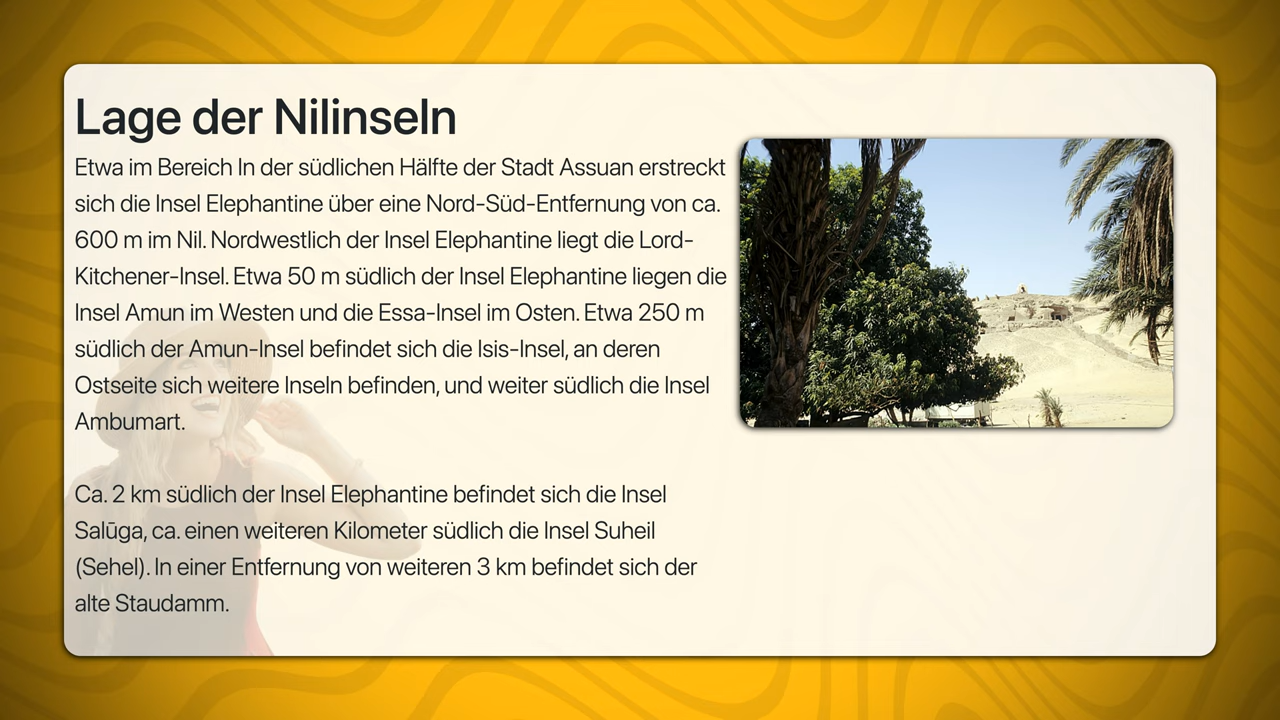 Lage der Nilinseln
Etwa im Bereich In der südlichen Hälfte der Stadt Assuan erstreckt
sich die Insel Elephantine über eine Nord-Süd-Entfernung von ca.
600 m im Nil. Nordwestlich der Insel Elephantine liegt die Lord-
Kitchener-Insel. Etwa 50 m südlich der Insel Elephantine liegen die
Insel Amun im Westen und die Essa-Insel im Osten. Etwa 250 m
südlich der Amun-Insel befindet sich die Isis-Insel, an deren
Ostseite sich weitere Inseln befinden, und weiter südlich die Insel
Ambumart.
Ca. 2 km südlich der Insel Elephantine befindet sich die Insel
Salūga, ca. einen weiteren Kilometer südlich die Insel Suheil
(Sehel). In einer Entfernung von weiteren 3 km befindet sich der
alte Staudamm.